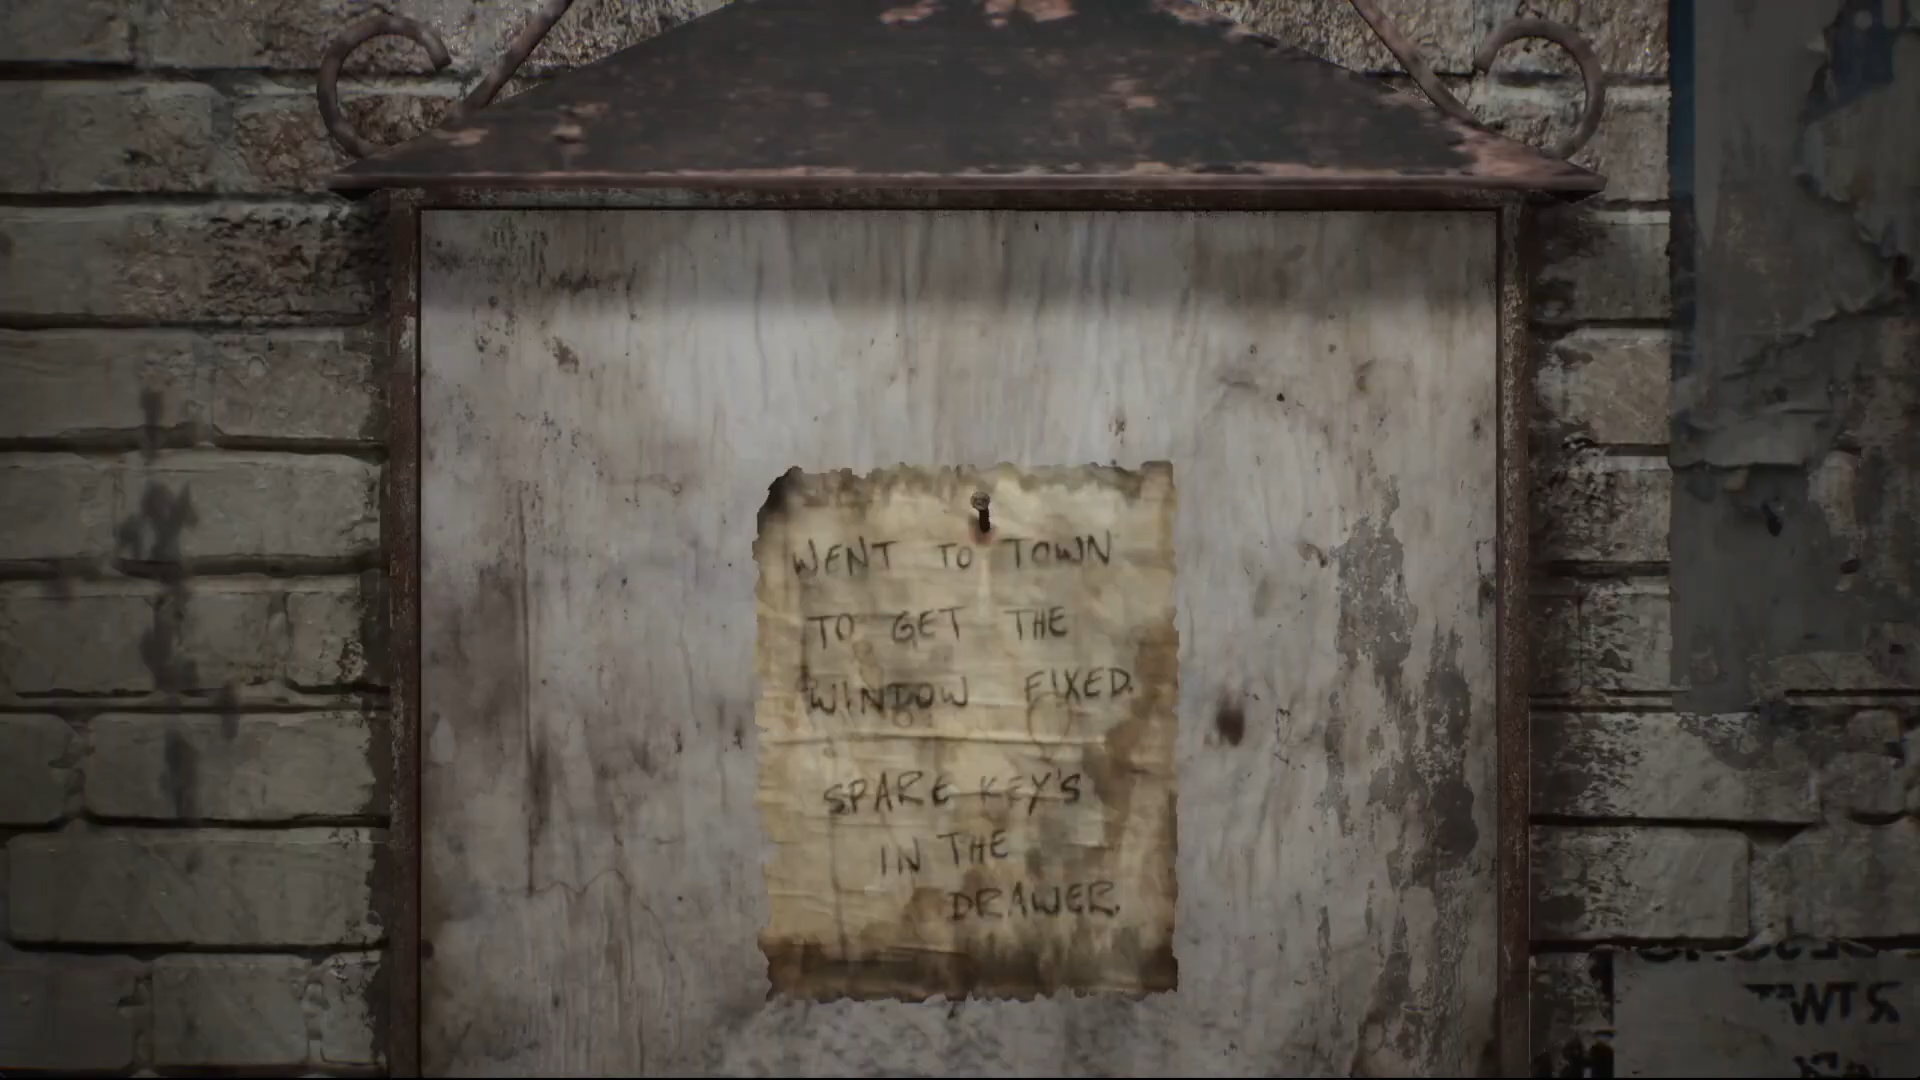 WENT TO TOWN
TO GET THE
WINDOW FIXED.
SPARE KEY'S
IN THE
DRAWER.